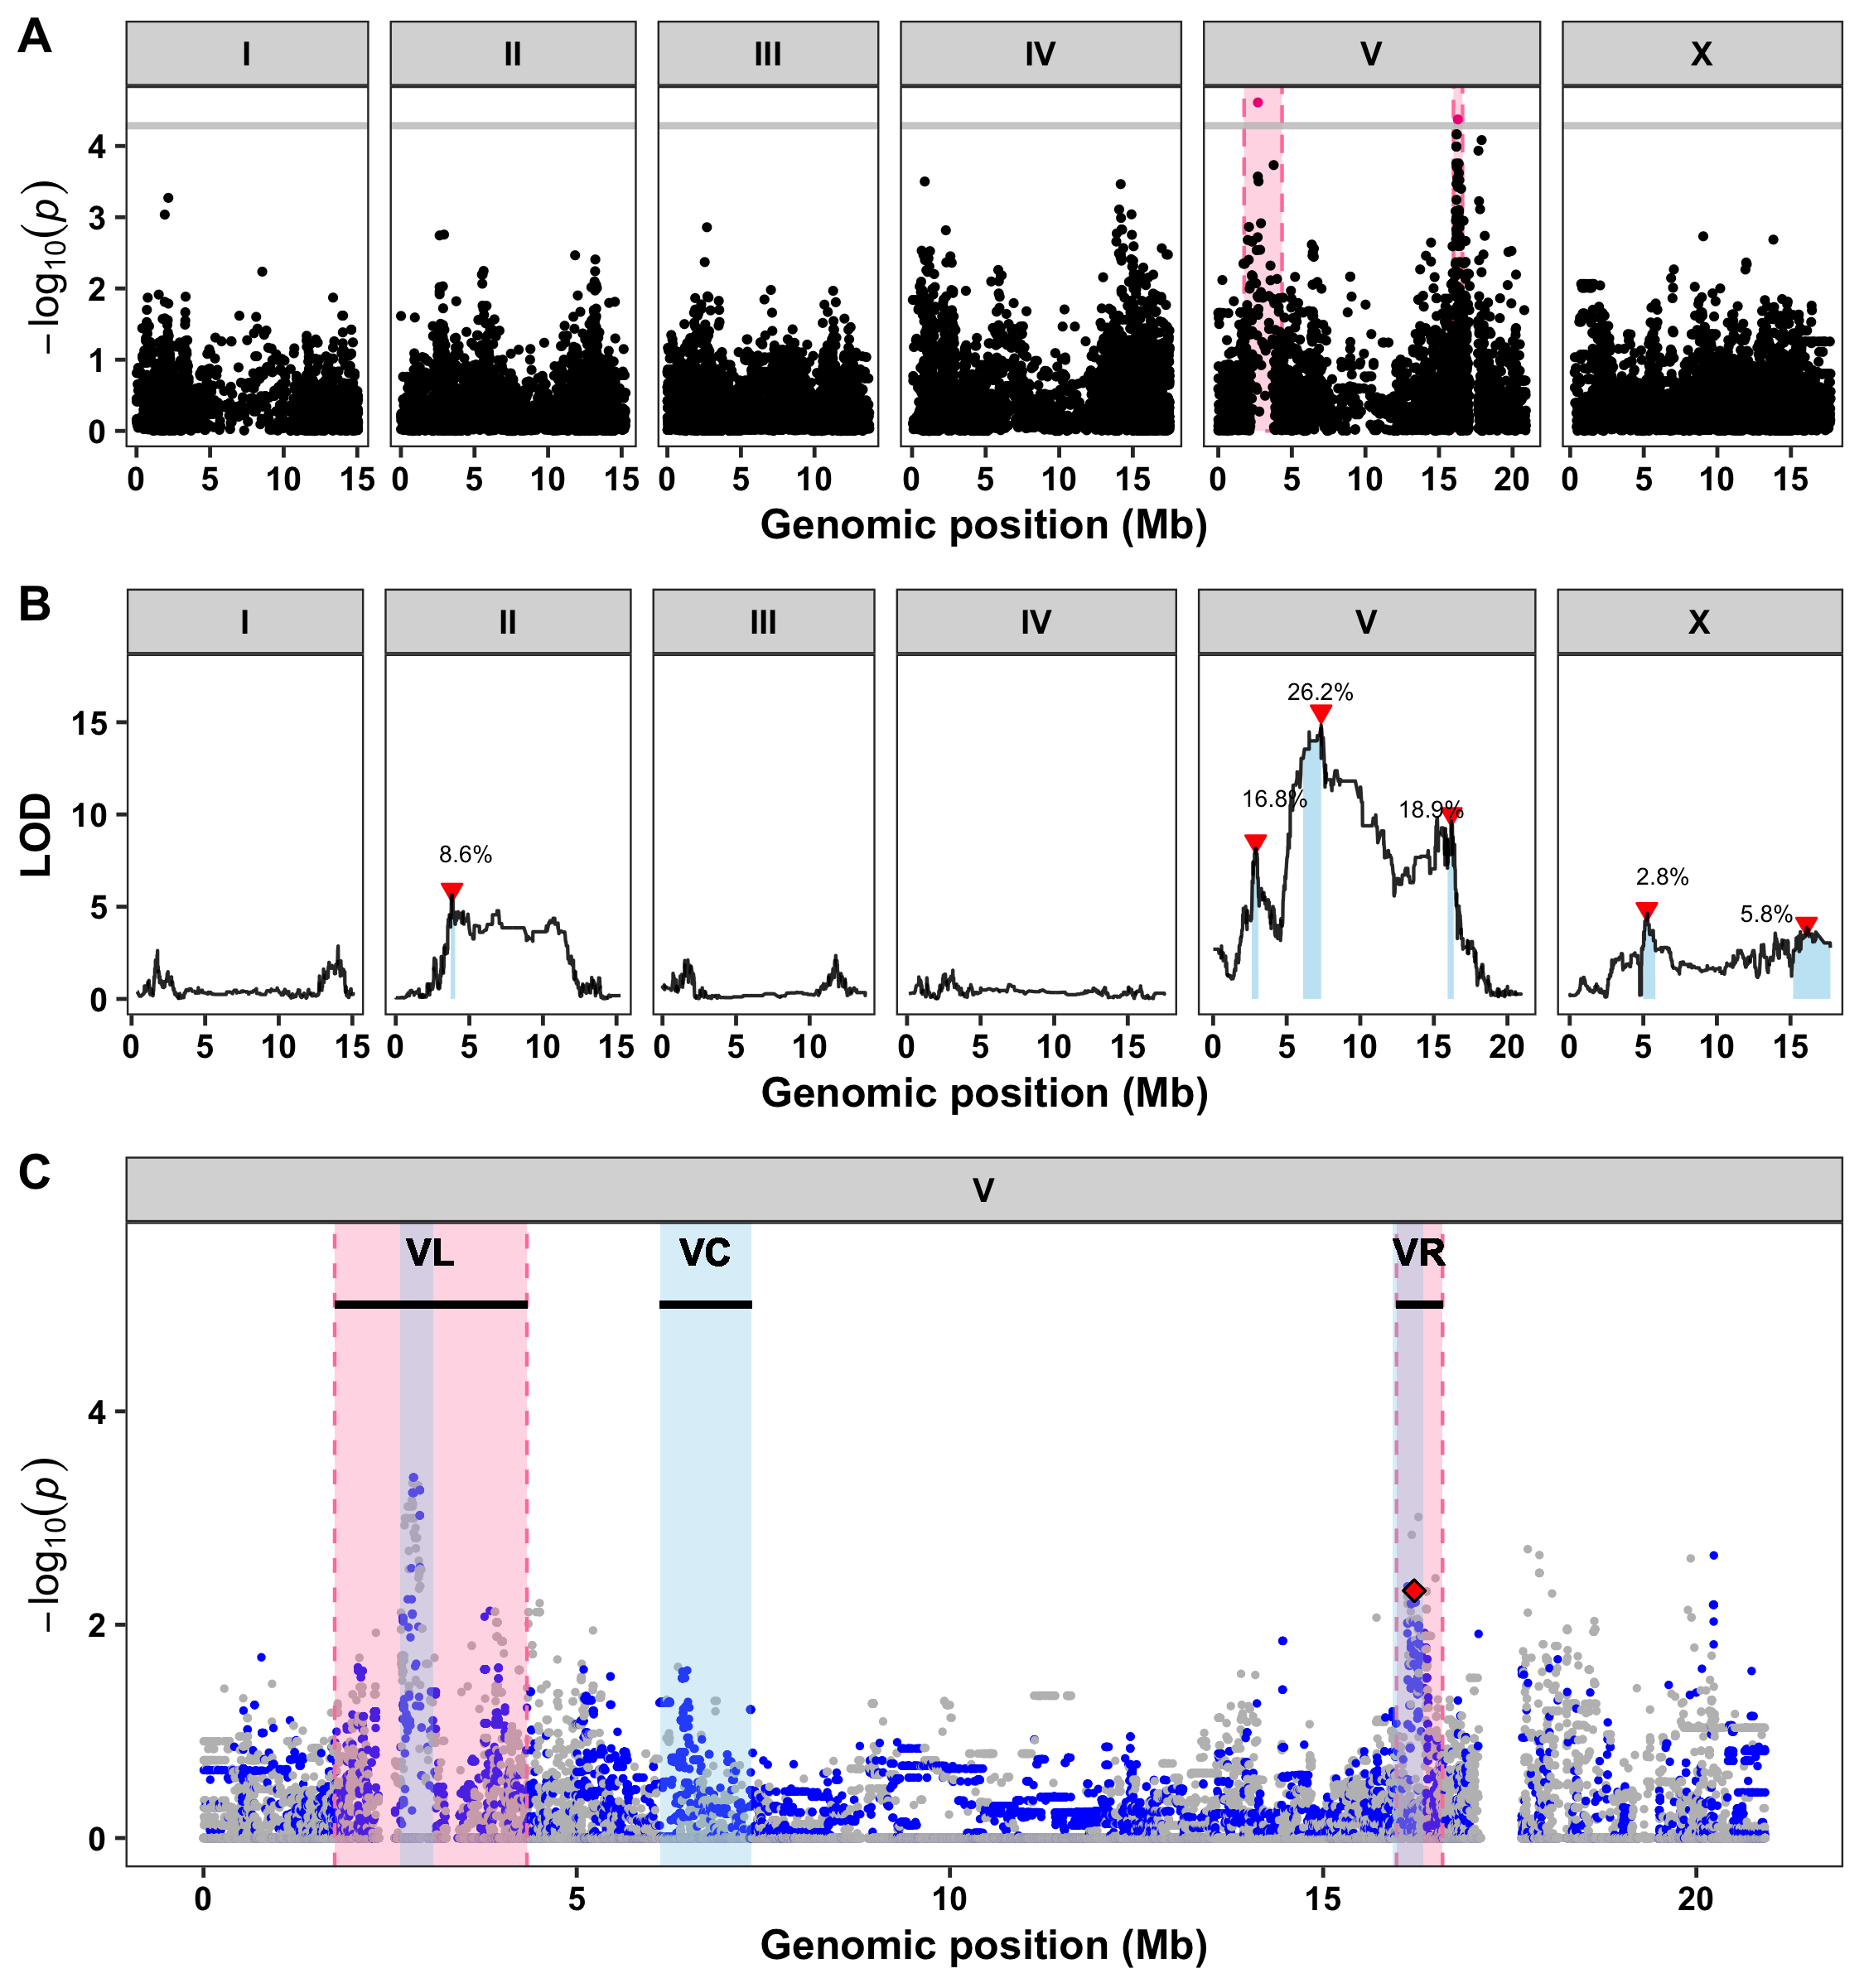 A
I II III IV V X
4
3
2
1
0
−log10(p)
0 5 10 15 0 5 10 15 0 5 10 0 5 10 15 0 5 10 15 20 0 5 10 15
Genomic position (Mb)
B
I II III IV V X
15
10
5
0
LOD
8.6%
16.8%
26.2%
18.9%
2.8%
5.8%
0 5 10 15 0 5 10 15 0 5 10 0 5 10 15 0 5 10 15 20 0 5 10 15
Genomic position (Mb)
C
V
VL VC VR
4
2
0
−log10(p)
0 5 10 15 20
Genomic position (Mb)